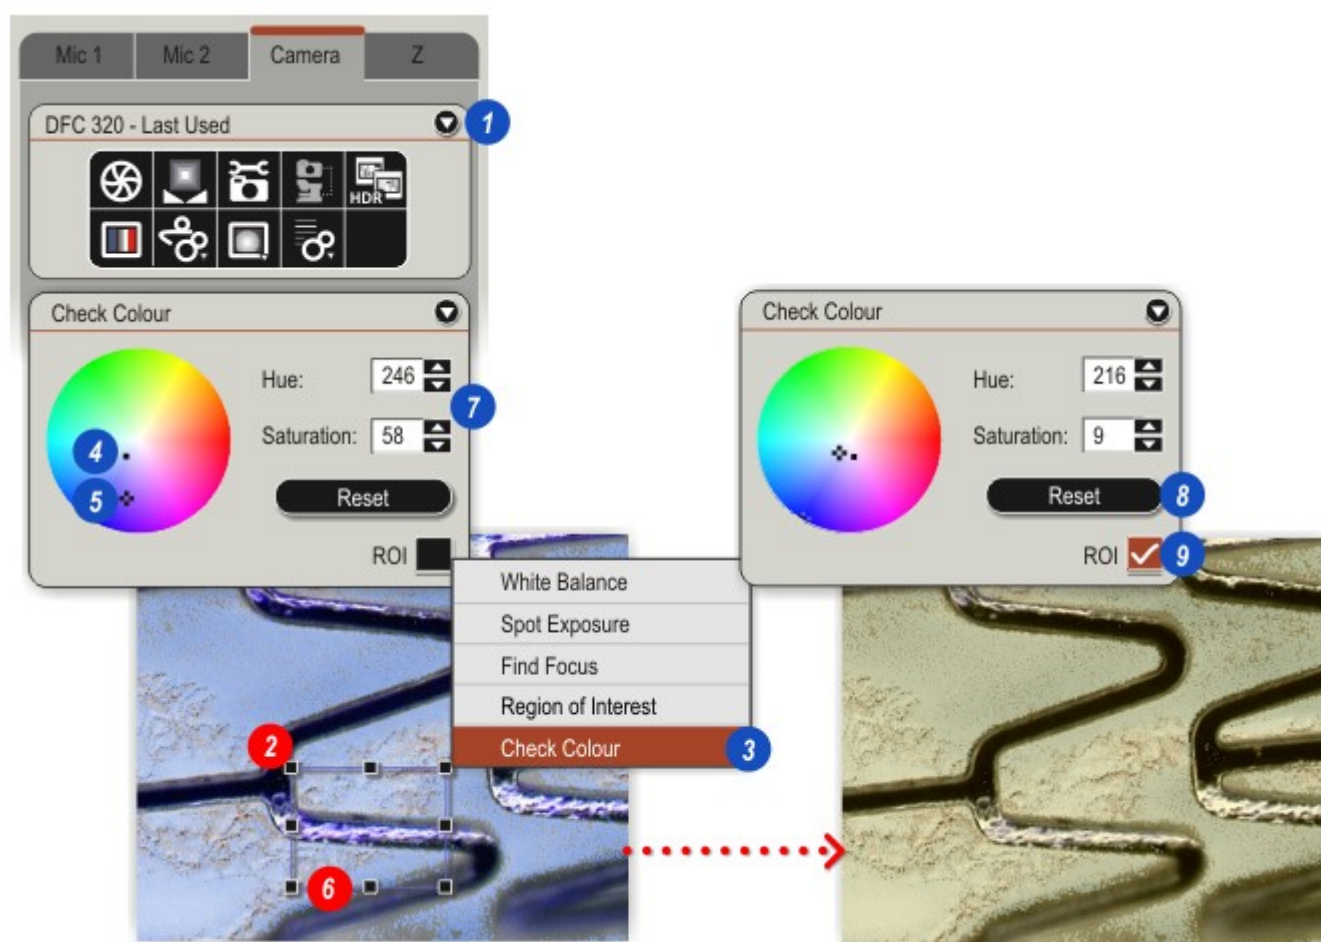 Mic 1 Mic 2 Camera Z
DFC 320 - Last Used
1
HDR
Check Colour
Hue: 246
7
Saturation: 58
4
5
Reset
ROI
White Balance
Spot Exposure
Find Focus
Region of Interest
Check Colour
3
2
6
Check Colour
Hue: 216
Saturation: 9
Reset
8
ROI
9